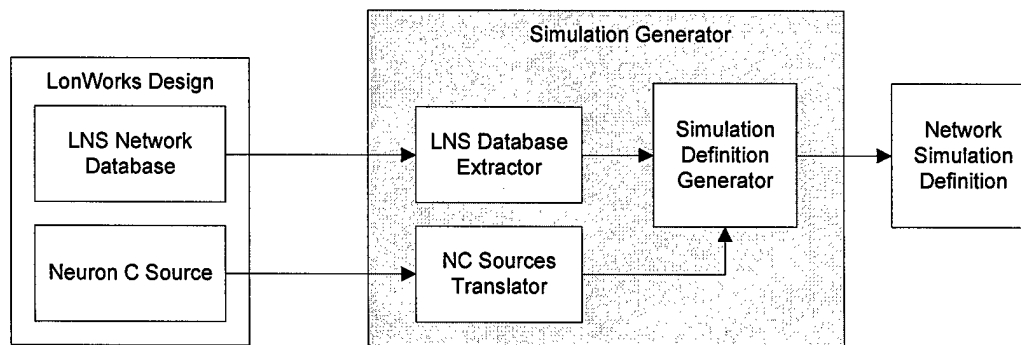 Simulation Generator
LonWorks Design
LNS Network
Database
LNS Database
Extractor
Simulation
Definition
Generator
Network
Simulation
Definition
Neuron C Source
NC Sources
Translator